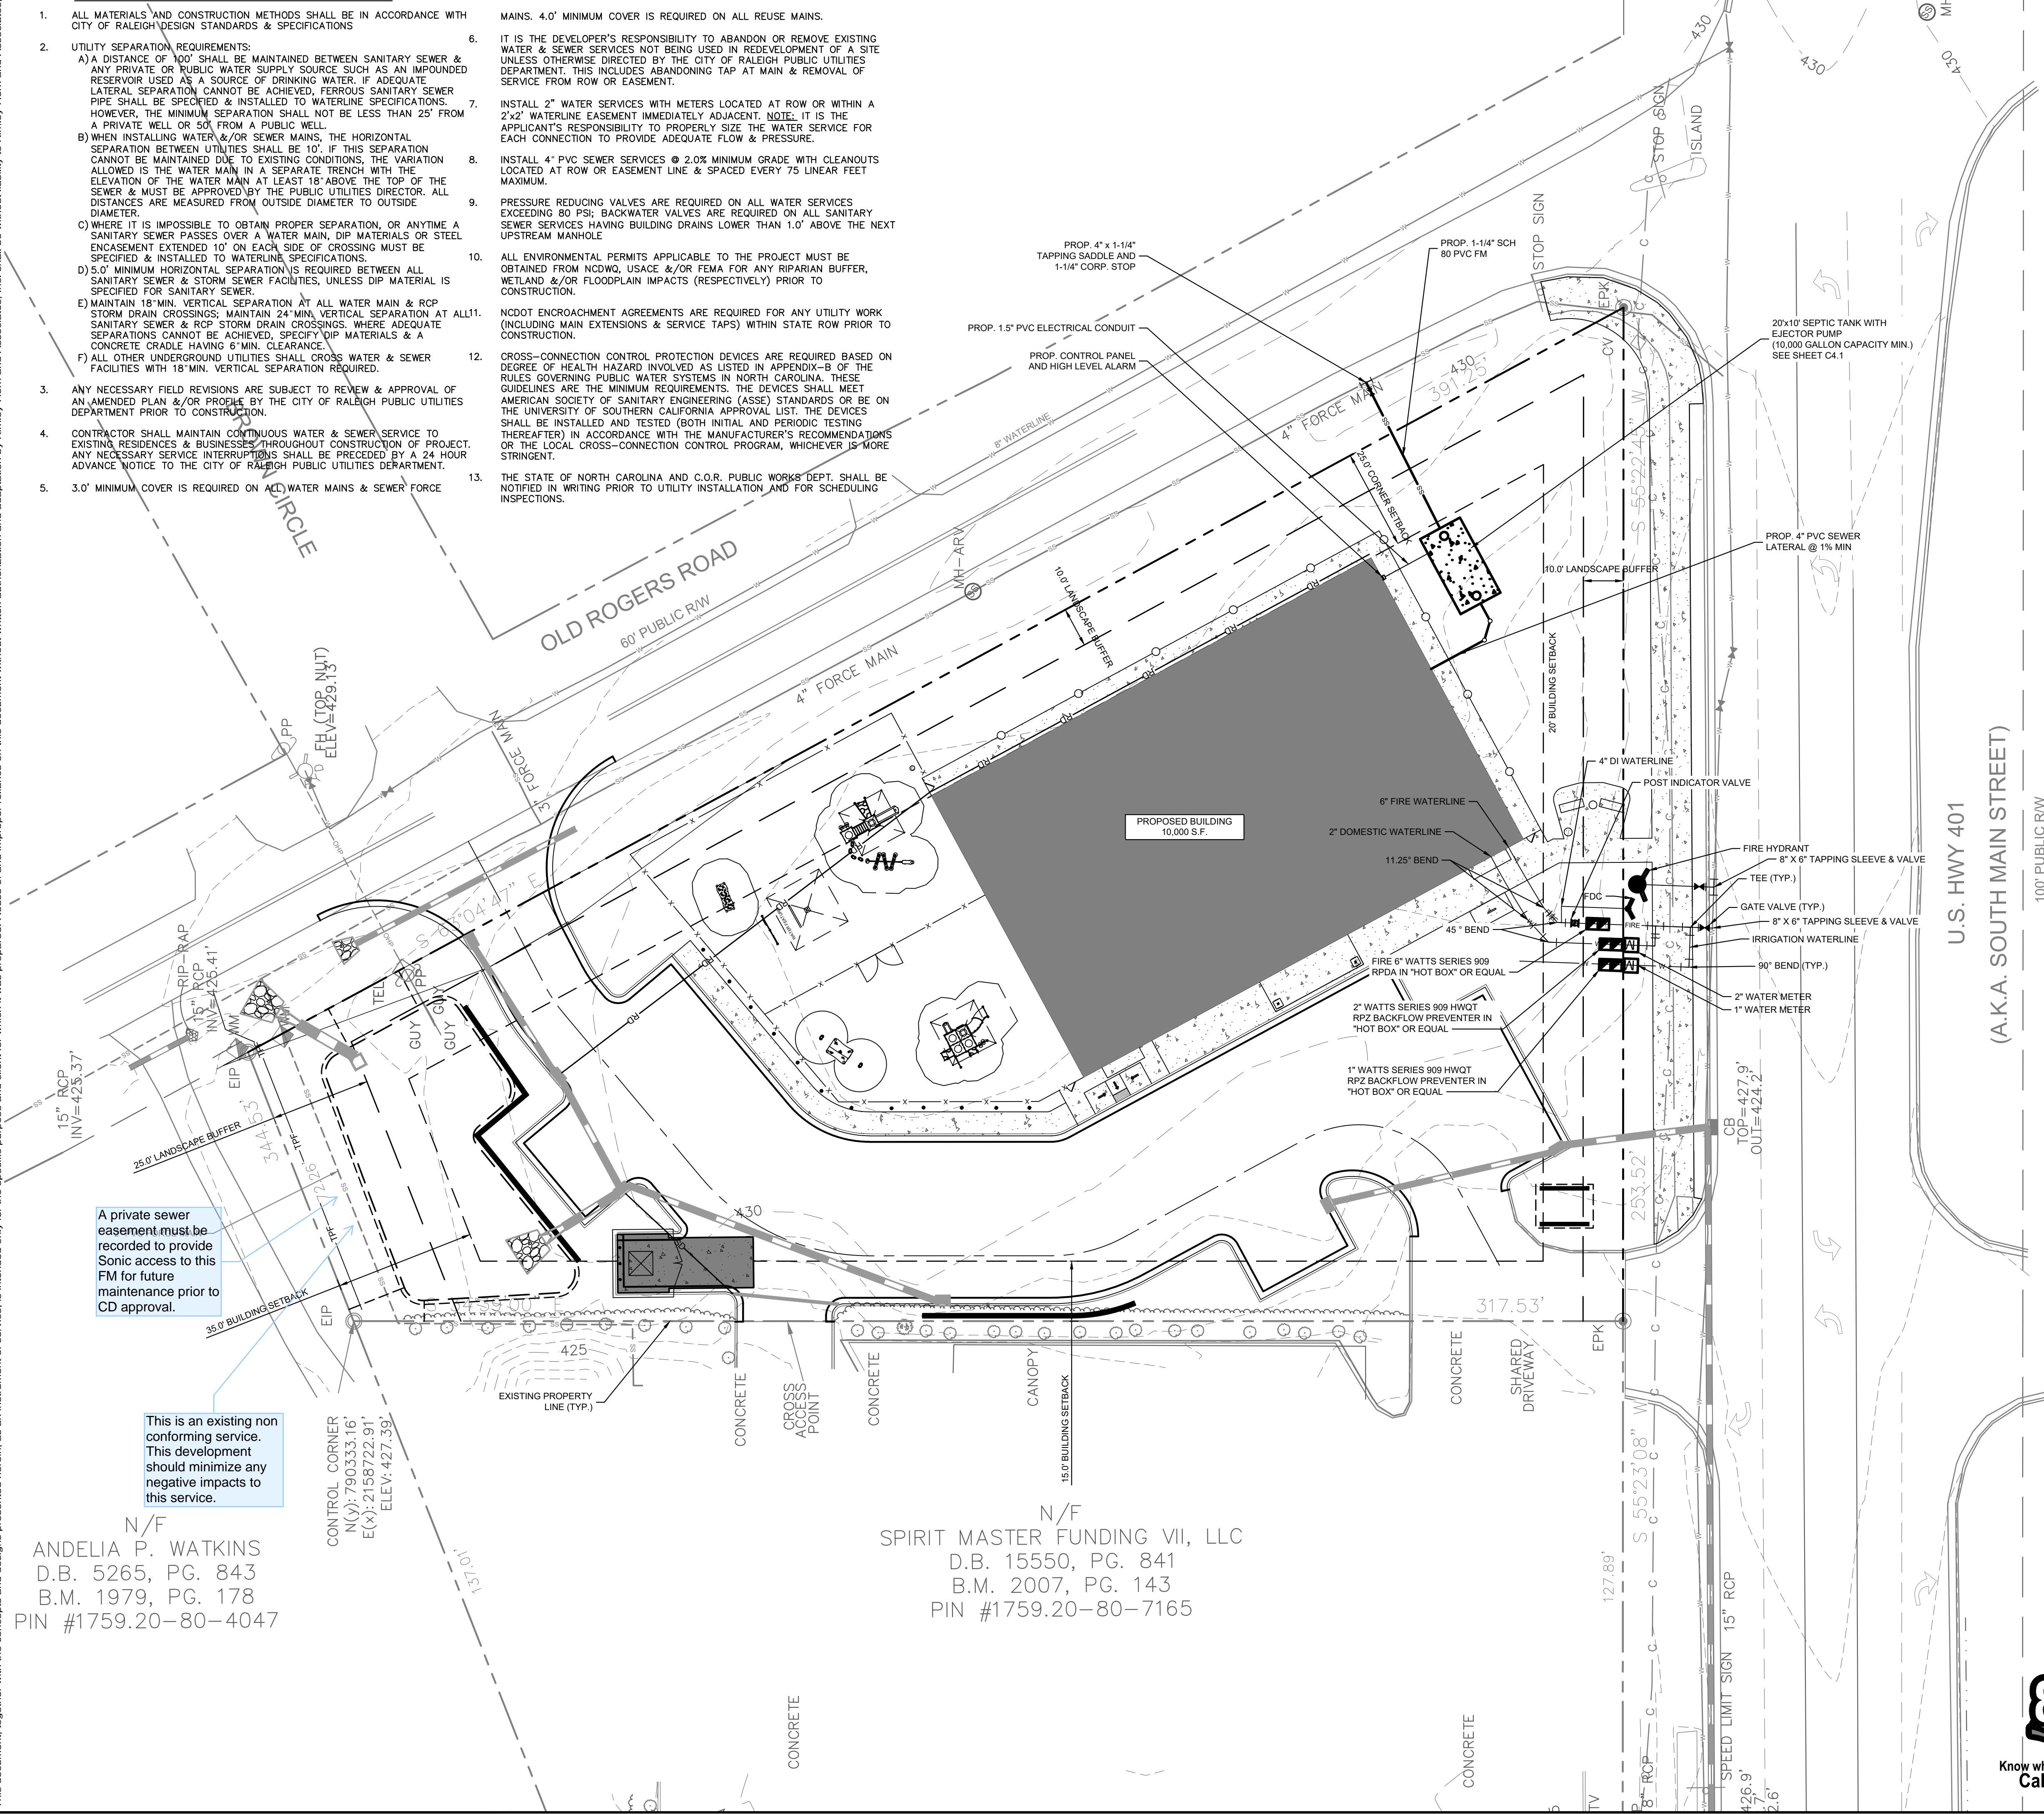 1. ALL MATERIALS AND CONSTRUCTION METHODS SHALL BE IN ACCORDANCE WITH
CITY OF RALEIGH DESIGN STANDARDS & SPECIFICATIONS
2. UTILITY SEPARATION REQUIREMENTS:
A) A DISTANCE OF 100' SHALL BE MAINTAINED BETWEEN SANITARY SEWER &
ANY PRIVATE OR PUBLIC WATER SUPPLY SOURCE SUCH AS AN IMPOUNDED
RESERVOIR USED AS A SOURCE OF DRINKING WATER. IF ADEQUATE
LATERAL SEPARATION CANNOT BE ACHIEVED, FERROUS SANITARY SEWER
PIPE SHALL BE SPECIFIED & INSTALLED TO WATERLINE SPECIFICATIONS.
HOWEVER, THE MINIMUM SEPARATION SHALL NOT BE LESS THAN 25' FROM
A PRIVATE WELL OR 50' FROM A PUBLIC WELL.
B) WHEN INSTALLING WATER &/OR SEWER MAINS, THE HORIZONTAL
SEPARATION BETWEEN UTILITIES SHALL BE 10'. IF THIS SEPARATION
CANNOT BE MAINTAINED DUE TO EXISTING CONDITIONS, THE VARIATION
ALLOWED IS THE WATER MAIN IN A SEPARATE TRENCH WITH THE
ELEVATION OF THE WATER MAIN AT LEAST 18" ABOVE THE TOP OF THE
SEWER & MUST BE APPROVED BY THE PUBLIC UTILITIES DIRECTOR. ALL
DISTANCES ARE MEASURED FROM OUTSIDE DIAMETER TO OUTSIDE
DIAMETER.
C) WHERE IT IS IMPOSSIBLE TO OBTAIN PROPER SEPARATION, OR ANYTIME A
SANITARY SEWER PASSES OVER A WATER MAIN, DIP MATERIALS OR STEEL
ENCASEMENT EXTENDED 10' ON EACH SIDE OF CROSSING MUST BE
SPECIFIED & INSTALLED TO WATERLINE SPECIFICATIONS.
D) 5.0' MINIMUM HORIZONTAL SEPARATION IS REQUIRED BETWEEN ALL
SANITARY SEWER & STORM SEWER FACILITIES, UNLESS DIP MATERIAL IS
SPECIFIED FOR SANITARY SEWER.
E) MAINTAIN 18" MIN. VERTICAL SEPARATION AT ALL WATER MAIN & RCP
STORM DRAIN CROSSINGS; MAINTAIN 24" MIN. VERTICAL SEPARATION AT ALL
SANITARY SEWER & RCP STORM DRAIN CROSSINGS. WHERE ADEQUATE
SEPARATIONS CANNOT BE ACHIEVED, SPECIFY DIP MATERIALS & A
CONCRETE CRADLE HAVING 6" MIN. CLEARANCE.
F) ALL OTHER UNDERGROUND UTILITIES SHALL CROSS WATER & SEWER
FACILITIES WITH 18" MIN. VERTICAL SEPARATION REQUIRED.
3. ANY NECESSARY FIELD REVISIONS ARE SUBJECT TO REVIEW & APPROVAL OF
AN AMENDED PLAN &/OR PROFILE BY THE CITY OF RALEIGH PUBLIC UTILITIES
DEPARTMENT PRIOR TO CONSTRUCTION.
4. CONTRACTOR SHALL MAINTAIN CONTINUOUS WATER & SEWER SERVICE TO
EXISTING RESIDENCES & BUSINESSES THROUGHOUT CONSTRUCTION OF PROJECT.
ANY NECESSARY SERVICE INTERRUPTIONS SHALL BE PRECEDED BY A 24 HOUR
ADVANCE NOTICE TO THE CITY OF RALEIGH PUBLIC UTILITIES DEPARTMENT.
5. 3.0' MINIMUM COVER IS REQUIRED ON ALL WATER MAINS & SEWER FORCE
MAINS. 4.0' MINIMUM COVER IS REQUIRED ON ALL REUSE MAINS.
6. IT IS THE DEVELOPER'S RESPONSIBILITY TO ABANDON OR REMOVE EXISTING
WATER & SEWER SERVICES NOT BEING USED IN REDEVELOPMENT OF A SITE
UNLESS OTHERWISE DIRECTED BY THE CITY OF RALEIGH PUBLIC UTILITIES
DEPARTMENT. THIS INCLUDES ABANDONING TAP AT MAIN & REMOVAL OF
SERVICE FROM ROW OR EASEMENT.
7. INSTALL 2" WATER SERVICES WITH METERS LOCATED AT ROW OR WITHIN A
2'x2' WATERLINE EASEMENT IMMEDIATELY ADJACENT. NOTE: IT IS THE
APPLICANT'S RESPONSIBILITY TO PROPERLY SIZE THE WATER SERVICE FOR
EACH CONNECTION TO PROVIDE ADEQUATE FLOW & PRESSURE.
8. INSTALL 4" PVC SEWER SERVICES @ 2.0% MINIMUM GRADE WITH CLEANOUTS
LOCATED AT ROW OR EASEMENT LINE & SPACED EVERY 75 LINEAR FEET
MAXIMUM.
9. PRESSURE REDUCING VALVES ARE REQUIRED ON ALL WATER SERVICES
EXCEEDING 80 PSI; BACKWATER VALVES ARE REQUIRED ON ALL SANITARY
SEWER SERVICES HAVING BUILDING DRAINS LOWER THAN 1.0' ABOVE THE NEXT
UPSTREAM MANHOLE
10. ALL ENVIRONMENTAL PERMITS APPLICABLE TO THE PROJECT MUST BE
OBTAINED FROM NCDWQ, USACE &/OR FEMA FOR ANY RIPARIAN BUFFER,
WETLAND &/OR FLOODPLAIN IMPACTS (RESPECTIVELY) PRIOR TO
CONSTRUCTION.
11. NCDOT ENCROACHMENT AGREEMENTS ARE REQUIRED FOR ANY UTILITY WORK
(INCLUDING MAIN EXTENSIONS & SERVICE TAPS) WITHIN STATE ROW PRIOR TO
CONSTRUCTION.
12. CROSS-CONNECTION CONTROL PROTECTION DEVICES ARE REQUIRED BASED ON
DEGREE OF HEALTH HAZARD INVOLVED AS LISTED IN APPENDIX-B OF THE
RULES GOVERNING PUBLIC WATER SYSTEMS IN NORTH CAROLINA. THESE
GUIDELINES ARE THE MINIMUM REQUIREMENTS. THE DEVICES SHALL MEET
AMERICAN SOCIETY OF SANITARY ENGINEERING (ASSE) STANDARDS OR BE ON
THE UNIVERSITY OF SOUTHERN CALIFORNIA APPROVAL LIST. THE DEVICES
SHALL BE INSTALLED AND TESTED (BOTH INITIAL AND PERIODIC TESTING
THEREAFTER) IN ACCORDANCE WITH THE MANUFACTURER'S RECOMMENDATIONS
OR THE LOCAL CROSS-CONNECTION CONTROL PROGRAM, WHICHEVER IS MORE
STRINGENT.
13. THE STATE OF NORTH CAROLINA AND C.O.R. PUBLIC WORKS DEPT. SHALL BE
NOTIFIED IN WRITING PRIOR TO UTILITY INSTALLATION AND FOR SCHEDULING
INSPECTIONS.
CIRCLE
OLD ROGERS ROAD
60' PUBLIC R/W
8" WATERLINE
4" FORCE MAIN
4" FORCE MAIN
3" FORCE MAIN
MH-ARV
PROP. 4" x 1-1/4"
TAPPING SADDLE AND
1-1/4" CORP. STOP
PROP. 1-1/4" SCH
80 PVC FM
PROP. 1.5" PVC ELECTRICAL CONDUIT
PROP. CONTROL PANEL
AND HIGH LEVEL ALARM
STOP SIGN
STOP SIGN
ISLAND
430
430
430
430
EPK
CV
391.25'
20'x10' SEPTIC TANK WITH
EJECTOR PUMP
(10,000 GALLON CAPACITY MIN.)
SEE SHEET C4.1
25.0' CORNER SETBACK
10.0' LANDSCAPE BUFFER
PROP. 4" PVC SEWER
LATERAL @ 1% MIN
10.0' LANDSCAPE BUFFER
20' BUILDING SETBACK
PROPOSED BUILDING
10,000 S.F.
4" DI WATERLINE
POST INDICATOR VALVE
6" FIRE WATERLINE
2" DOMESTIC WATERLINE
11.25° BEND
45 ° BEND
FDC
FIRE
FIRE HYDRANT
8" X 6" TAPPING SLEEVE & VALVE
TEE (TYP.)
GATE VALVE (TYP.)
8" X 6" TAPPING SLEEVE & VALVE
IRRIGATION WATERLINE
90° BEND (TYP.)
2" WATER METER
1" WATER METER
FIRE 6" WATTS SERIES 909
RPDA IN "HOT BOX" OR EQUAL
2" WATTS SERIES 909 HWQT
RPZ BACKFLOW PREVENTER IN
"HOT BOX" OR EQUAL
1" WATTS SERIES 909 HWQT
RPZ BACKFLOW PREVENTER IN
"HOT BOX" OR EQUAL
U.S. HWY 401
(A.K.A. SOUTH MAIN STREET)
100' PUBLIC R/W
PP
FH (TOP NUT)
ELEV=429.13'
RIP-RAP
15" RCP
INV=425.41'
WM
EIP
TEL
GUY
GUY
GUY
PP
15" RCP
INV=425.37'
25.0' LANDSCAPE BUFFER
344.53'
72.26'
TPF
TPF
35.0' BUILDING SETBACK
A private sewer
easement must be
recorded to provide
Sonic access to this
FM for future
maintenance prior to
CD approval.
This is an existing non
conforming service.
This development
should minimize any
negative impacts to
this service.
EIP
430
425
EXISTING PROPERTY
LINE (TYP.)
CONCRETE
CROSS
ACCESS
POINT
CONCRETE
CANOPY
15.0' BUILDING SETBACK
317.53'
CONCRETE
SHARED
DRIVEWAY
EPK
253.52'
CB
TOP=427.9'
OUT=424.2'
CONTROL CORNER
N(y): 790333.16'
E(x): 2158722.91'
ELEV: 427.39'
137.01'
N/F
ANDELIA P. WATKINS
D.B. 5265, PG. 843
B.M. 1979, PG. 178
PIN #1759.20-80-4047
N/F
SPIRIT MASTER FUNDING VII, LLC
D.B. 15550, PG. 841
B.M. 2007, PG. 143
PIN #1759.20-80-7165
S 55°23'08" W
127.89'
15" RCP
SPEED LIMIT SIGN
CONCRETE
CONCRETE
8" RCP
426.9'
Know